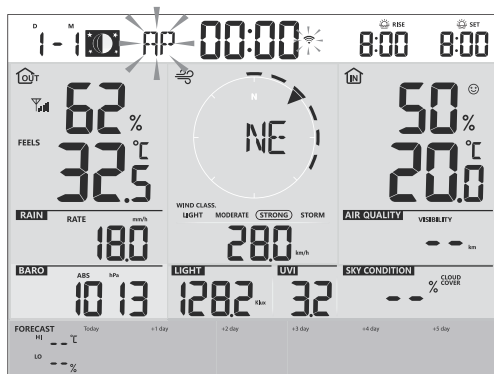 D M
1-1 AP 00:00 RISE 8:00 SET 8:00
OUT
62%
FEELS
32.5°C
N
NE
IN
50%
20.0°C
WIND CLASS.
LIGHT MODERATE STRONG STORM
28.0 km/h
RAIN RATE mm/h
18.0
AIR QUALITY VISIBILITY
-- km
BARO ABS hPa
1013
LIGHT
128.2 Klux
UVI
3.2
SKY CONDITION
--% CLOUD COVER
FORECAST Today +1 day +2 day +3 day +4 day +5 day
HI --°C
LO --%